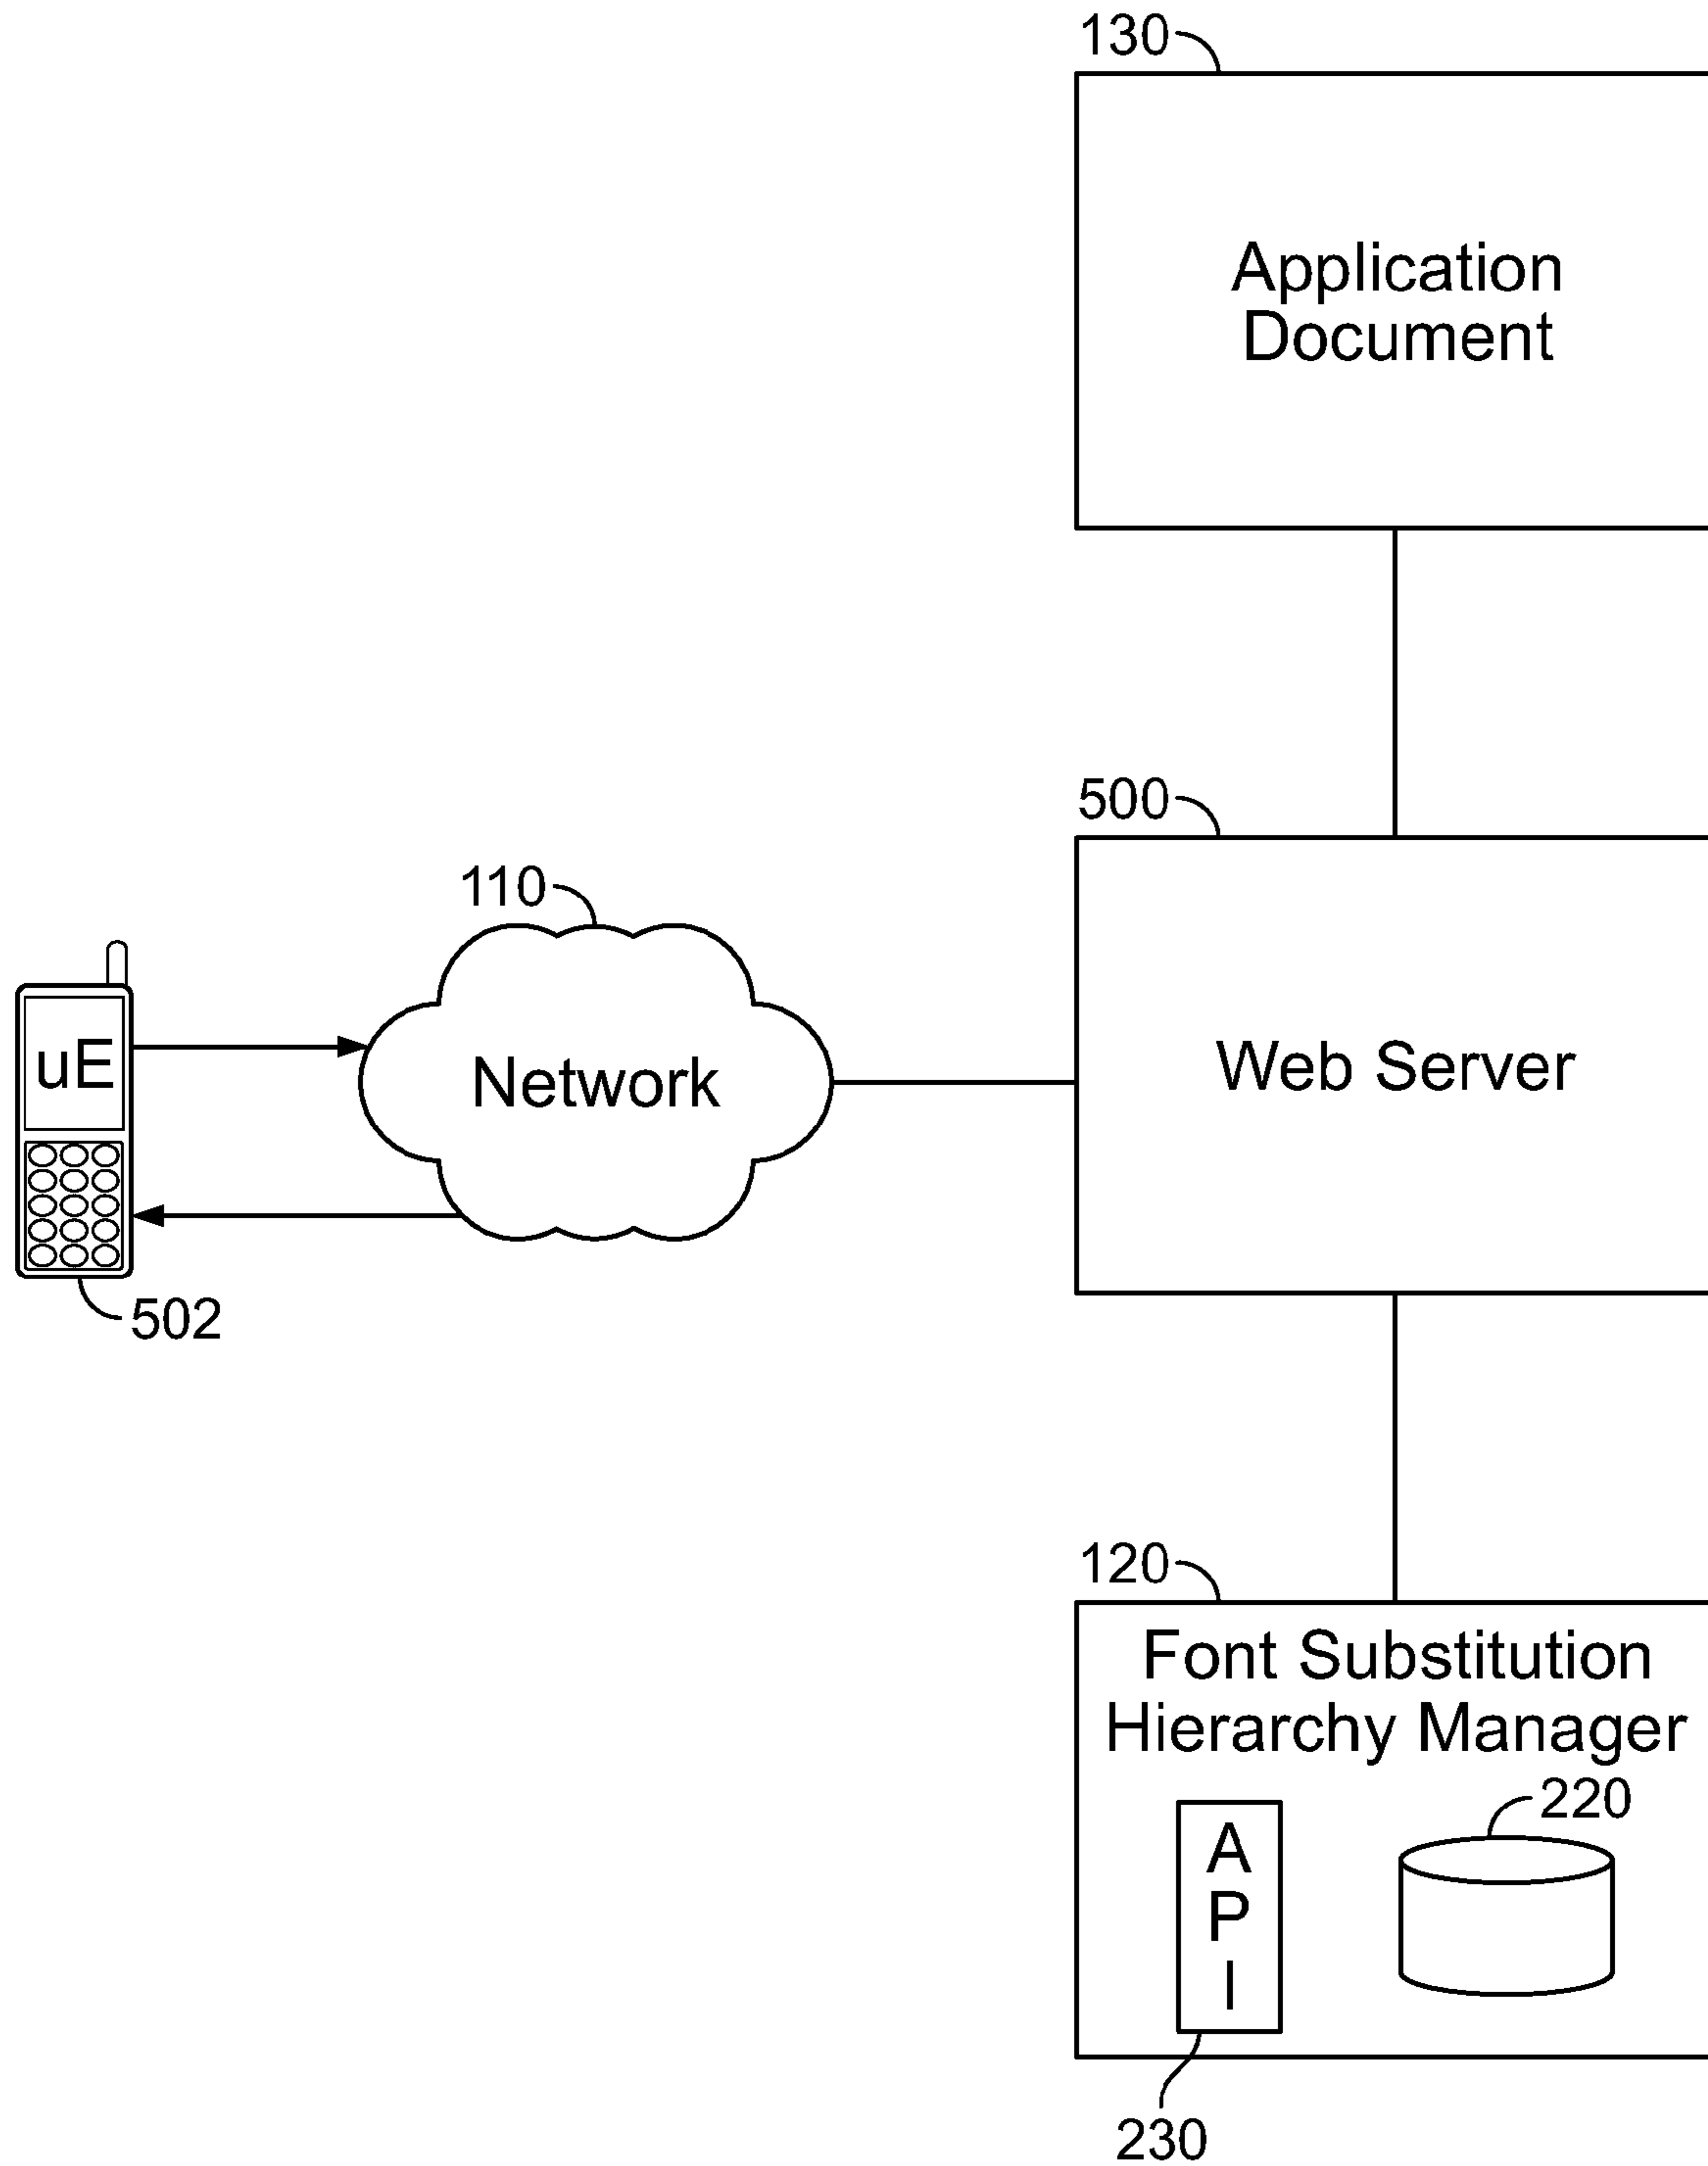 130
Application
Document
500
110
uE
Network
Web Server
502
120
Font Substitution
Hierarchy Manager
220
A
P
I
230